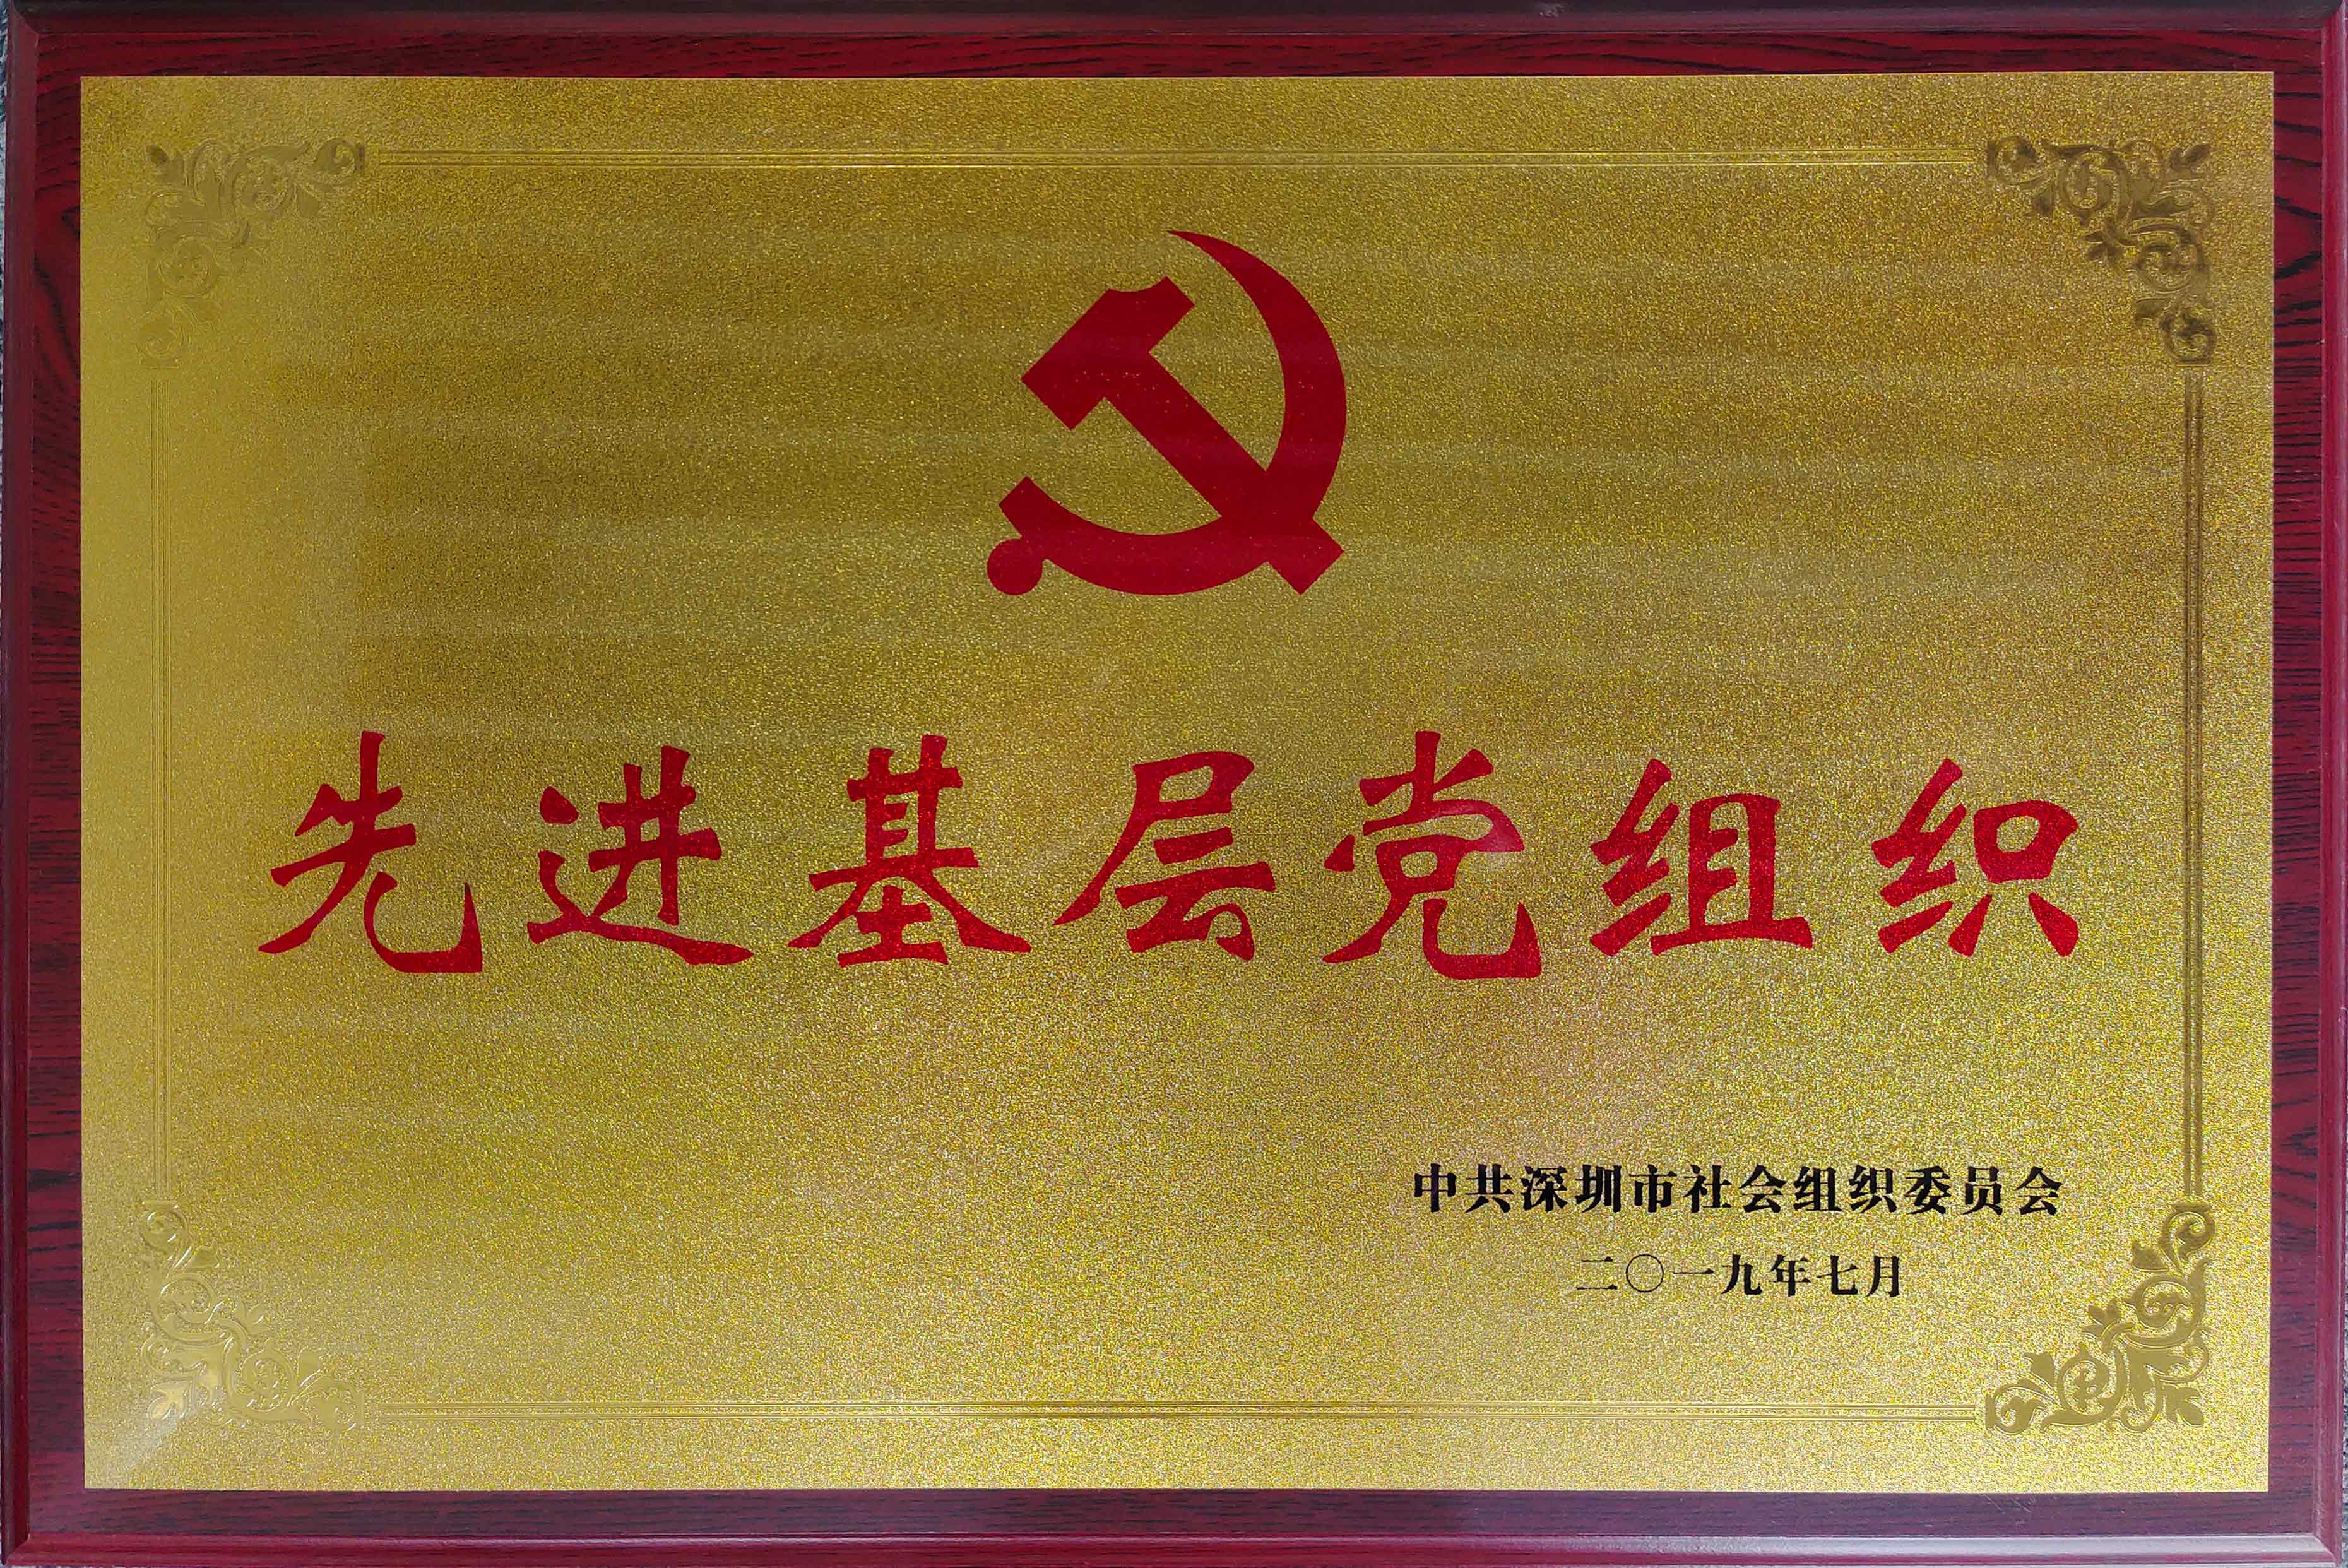 先进基层党组织
中共深圳市社会组织委员会
二〇一九年七月